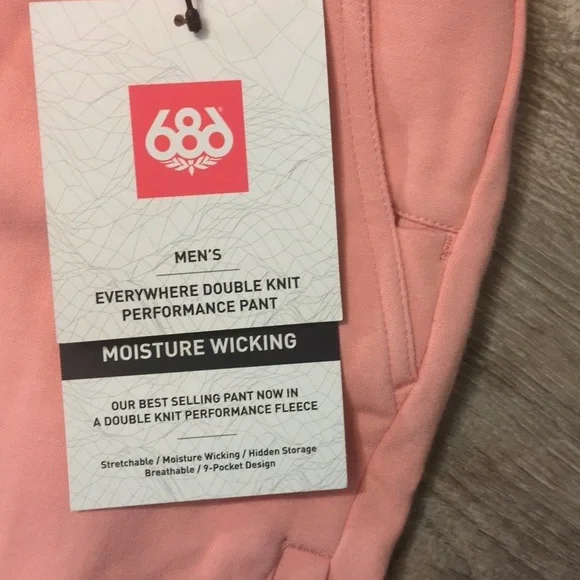 686
MEN'S
EVERYWHERE DOUBLE KNIT
PERFORMANCE PANT
MOISTURE WICKING
OUR BEST SELLING PANT NOW IN
A DOUBLE KNIT PERFORMANCE FLEECE
Stretchable / Moisture Wicking / Hidden Storage
Breathable / 9-Pocket Design